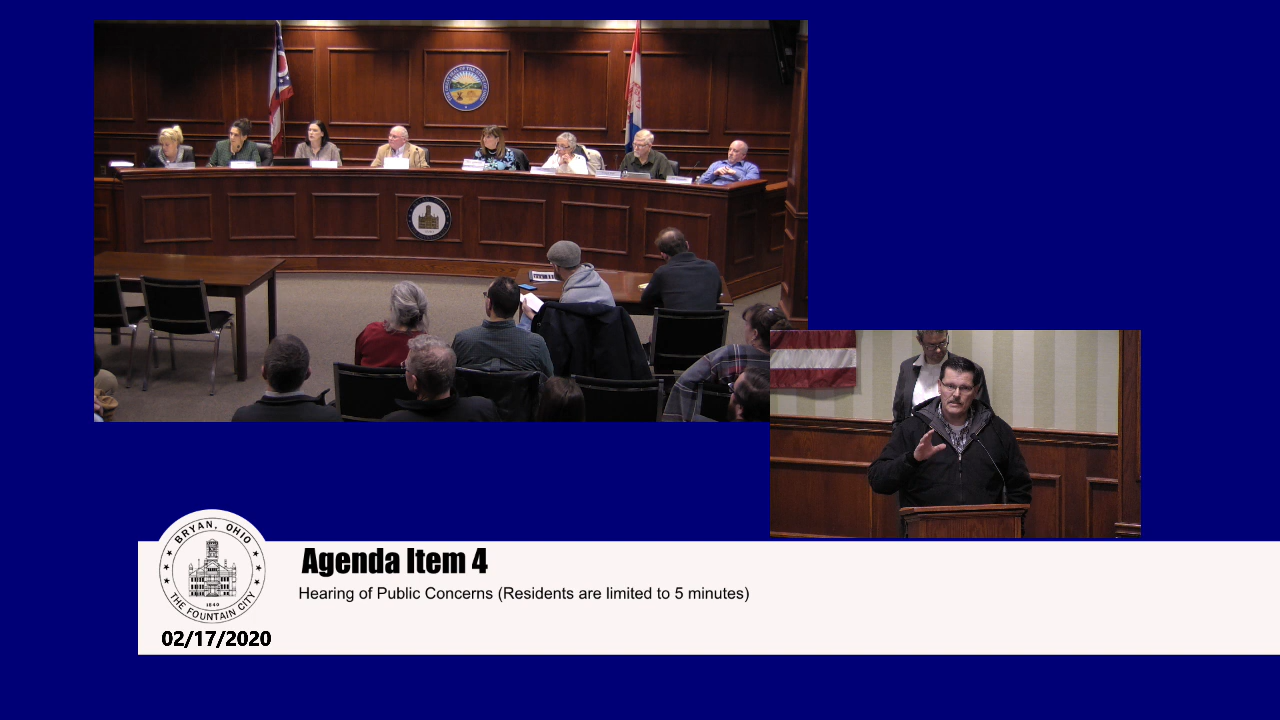 Agenda Item 4
Hearing of Public Concerns (Residents are limited to 5 minutes)
BRYAN, OHIO
1840
THE FOUNTAIN CITY
02/17/2020